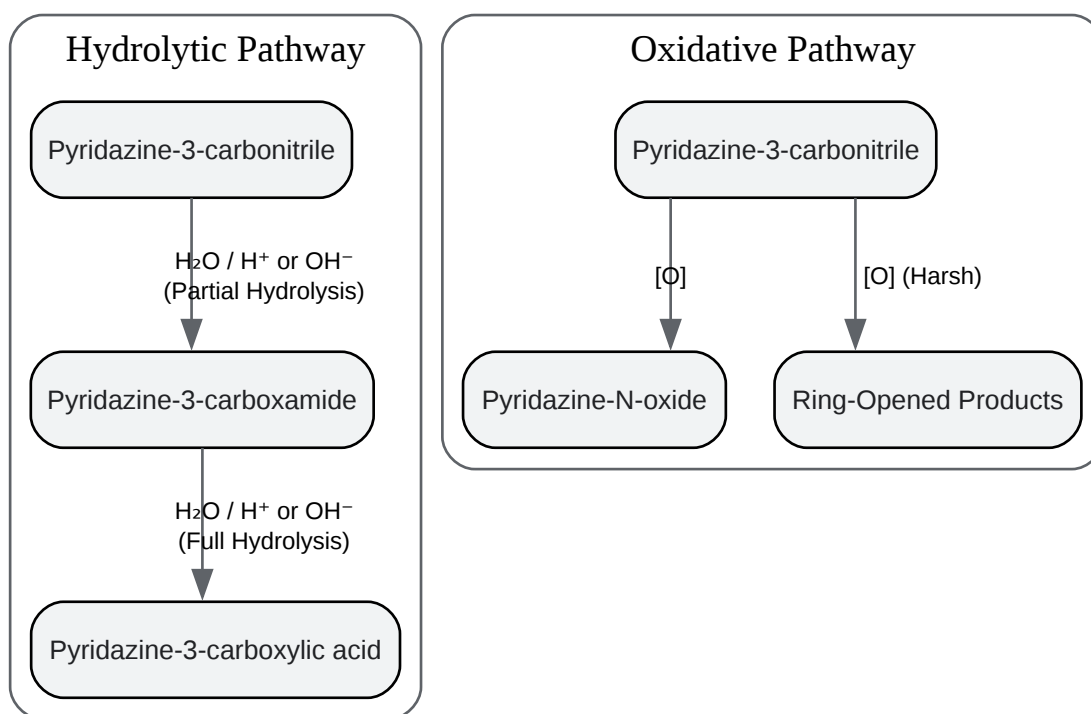 Hydrolytic Pathway
Pyridazine-3-carbonitrile
H₂O / H⁺ or OH⁻
(Partial Hydrolysis)
Pyridazine-3-carboxamide
H₂O / H⁺ or OH⁻
(Full Hydrolysis)
Pyridazine-3-carboxylic acid
Oxidative Pathway
Pyridazine-3-carbonitrile
[O]
[O] (Harsh)
Pyridazine-N-oxide
Ring-Opened Products